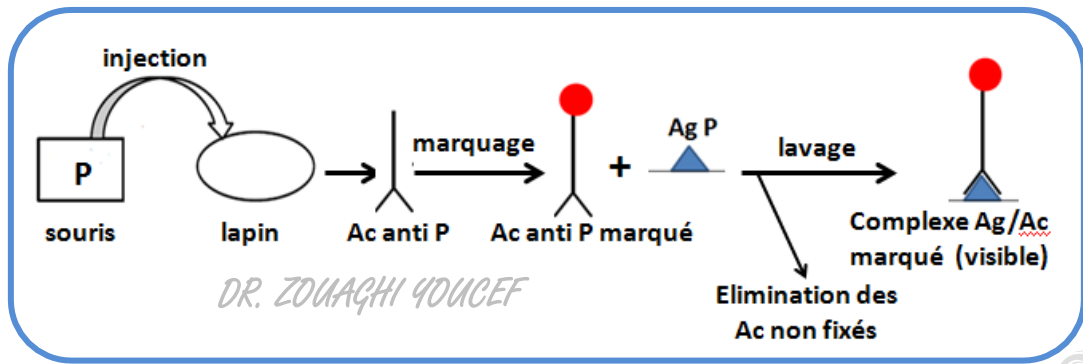 injection
P
souris
lapin
Ac anti P
marquage
Ac anti P marqué
+
Ag P
lavage
Elimination des
Ac non fixés
Complexe Ag/Ac
marqué (visible)
DR. ZOUAGHI YOUCEF